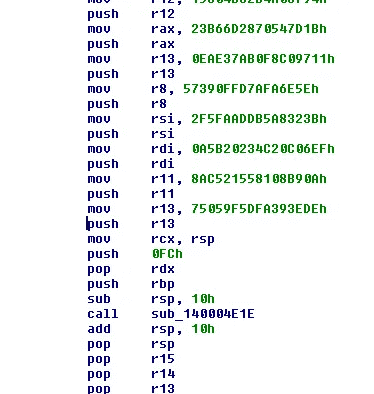 push r12
mov rax, 23B66D2870547D1Bh
push rax
mov r13, 0EAE37AB0F8C09711h
push r13
mov r8, 57390FFD7AFA6E5Eh
push r8
mov rsi, 2F5FAADDB5A8323Bh
push rsi
mov rdi, 0A5B20234C20C06EFh
push rdi
mov r11, 8AC521558108B90Ah
push r11
mov r13, 75059F5DFA393EDEh
push r13
mov rcx, rsp
push 0FCh
pop rdx
push rbp
sub rsp, 10h
call sub_140004E1E
add rsp, 10h
pop rsp
pop r15
pop r14
pop r13